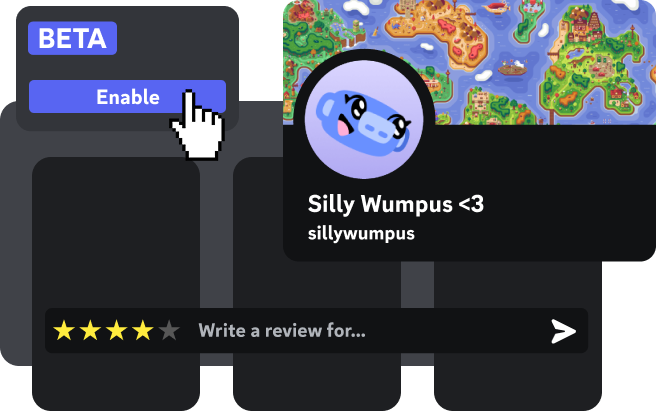 BETA
Enable
Silly Wumpus <3
sillywumpus
Write a review for...